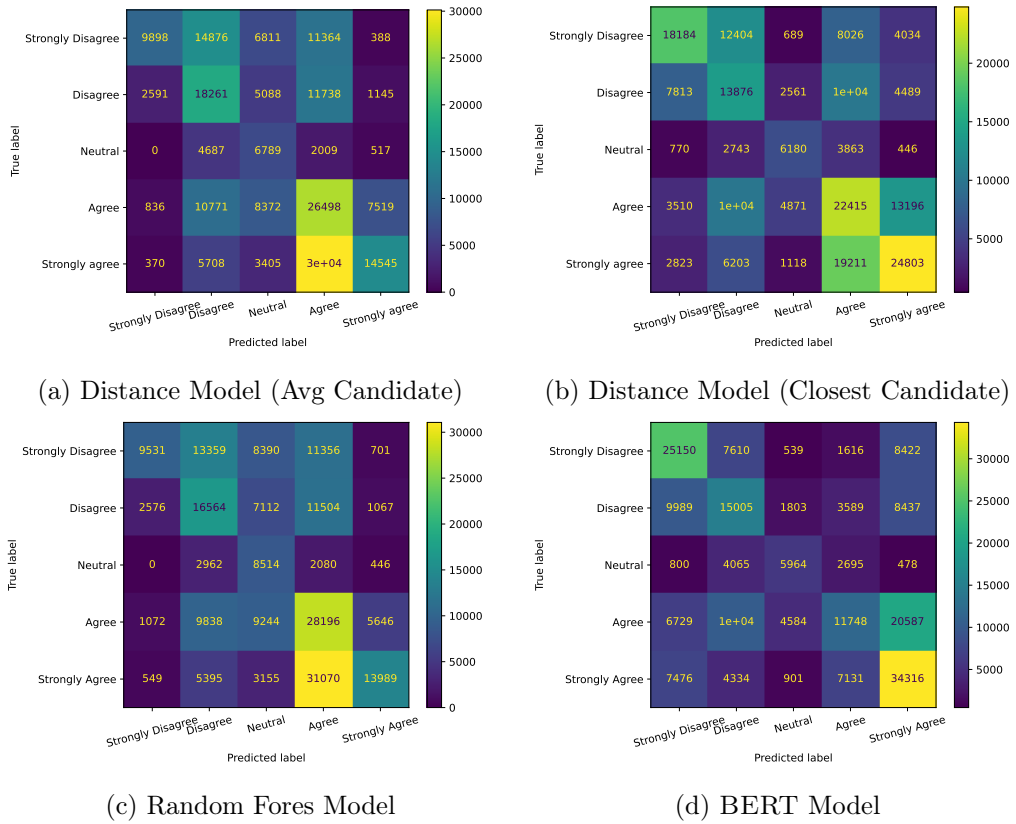 Strongly Disagree 9898 14876 6811 11364 388
Disagree 2591 18261 5088 11738 1145
Neutral 0 4687 6789 2009 517
Agree 836 10771 8372 26498 7519
Strongly agree 370 5708 3405 3e+04 14545
True label
Strongly Disagree Disagree Neutral Agree Strongly agree
Predicted label
30000
25000
20000
15000
10000
5000
0
(a) Distance Model (Avg Candidate)
Strongly Disagree 18184 12404 689 8026 4034
Disagree 7813 13876 2561 1e+04 4489
Neutral 770 2743 6180 3863 446
Agree 3510 1e+04 4871 22415 13196
Strongly agree 2823 6203 1118 19211 24803
True label
Strongly Disagree Disagree Neutral Agree Strongly agree
Predicted label
20000
15000
10000
5000
(b) Distance Model (Closest Candidate)
Strongly Disagree 9531 13359 8390 11356 701
Disagree 2576 16564 7112 11504 1067
Neutral 0 2962 8514 2080 446
Agree 1072 9838 9244 28196 5646
Strongly Agree 549 5395 3155 31070 13989
True label
Strongly Disagree Disagree Neutral Agree Strongly Agree
Predicted label
30000
25000
20000
15000
10000
5000
0
(c) Random Fores Model
Strongly Disagree 25150 7610 539 1616 8422
Disagree 9989 15005 1803 3589 8437
Neutral 800 4065 5964 2695 478
Agree 6729 1e+04 4584 11748 20587
Strongly Agree 7476 4334 901 7131 34316
True label
Strongly Disagree Disagree Neutral Agree Strongly Agree
Predicted label
30000
25000
20000
15000
10000
5000
(d) BERT Model